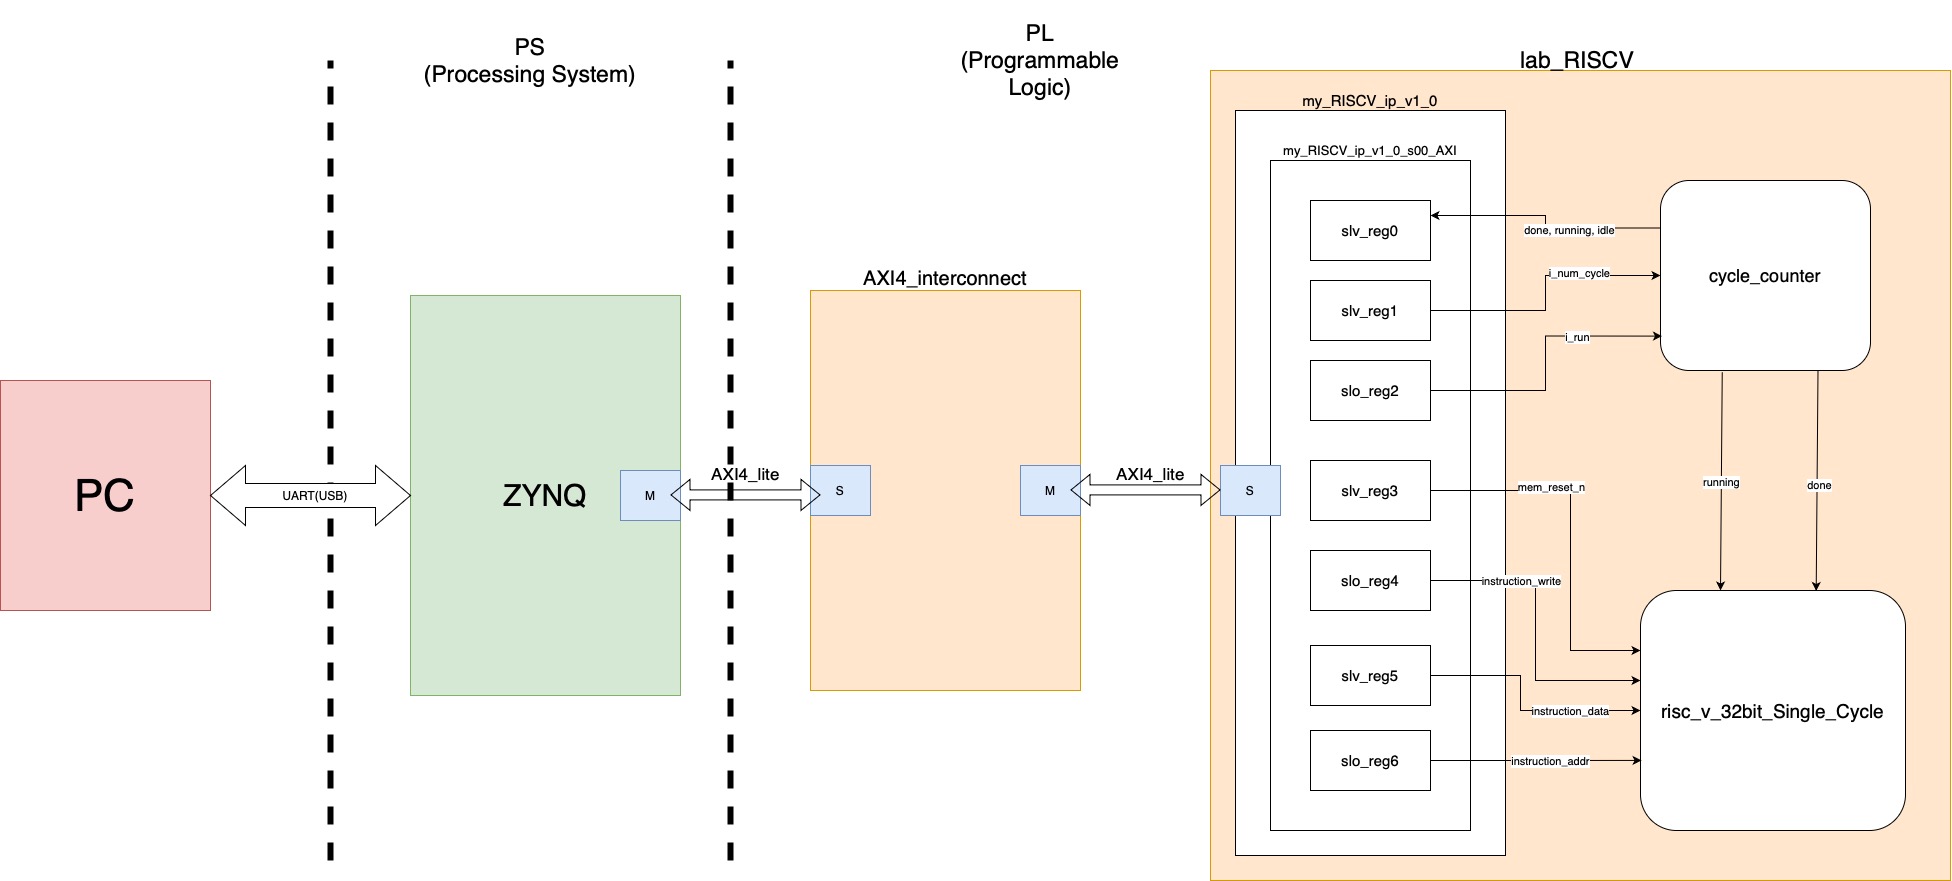 PS
(Processing System)
PL
(Programmable
Logic)
lab_RISCV
my_RISCV_ip_v1_0
my_RISCV_ip_v1_0_s00_AXI
slv_reg0
done, running, idle
cycle_counter
i_num_cycle
slv_reg1
i_run
slo_reg2
AXI4_interconnect
PC
UART(USB)
ZYNQ
M
AXI4_lite
S
M
AXI4_lite
S
slv_reg3
mem_reset_n
running
done
slo_reg4
instruction_write
slv_reg5
instruction_data
risc_v_32bit_Single_Cycle
slo_reg6
instruction_addr